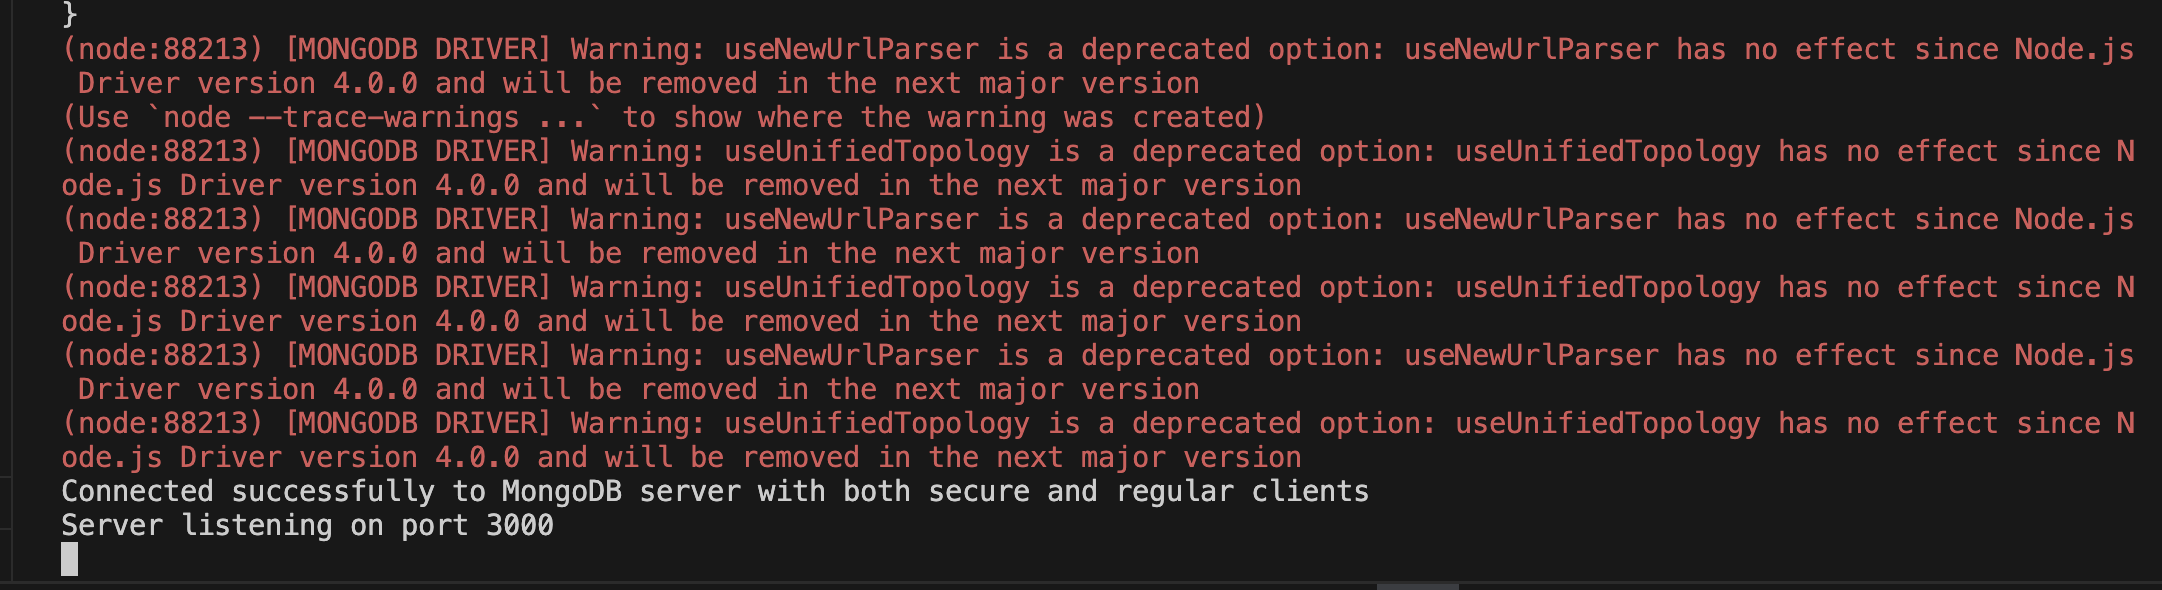 }
(node:88213) [MONGODB DRIVER] Warning: useNewUrlParser is a deprecated option: useNewUrlParser has no effect since Node.js
 Driver version 4.0.0 and will be removed in the next major version
(Use `node --trace-warnings ...` to show where the warning was created)
(node:88213) [MONGODB DRIVER] Warning: useUnifiedTopology is a deprecated option: useUnifiedTopology has no effect since N
ode.js Driver version 4.0.0 and will be removed in the next major version
(node:88213) [MONGODB DRIVER] Warning: useNewUrlParser is a deprecated option: useNewUrlParser has no effect since Node.js
 Driver version 4.0.0 and will be removed in the next major version
(node:88213) [MONGODB DRIVER] Warning: useUnifiedTopology is a deprecated option: useUnifiedTopology has no effect since N
ode.js Driver version 4.0.0 and will be removed in the next major version
(node:88213) [MONGODB DRIVER] Warning: useNewUrlParser is a deprecated option: useNewUrlParser has no effect since Node.js
 Driver version 4.0.0 and will be removed in the next major version
(node:88213) [MONGODB DRIVER] Warning: useUnifiedTopology is a deprecated option: useUnifiedTopology has no effect since N
ode.js Driver version 4.0.0 and will be removed in the next major version
Connected successfully to MongoDB server with both secure and regular clients
Server listening on port 3000